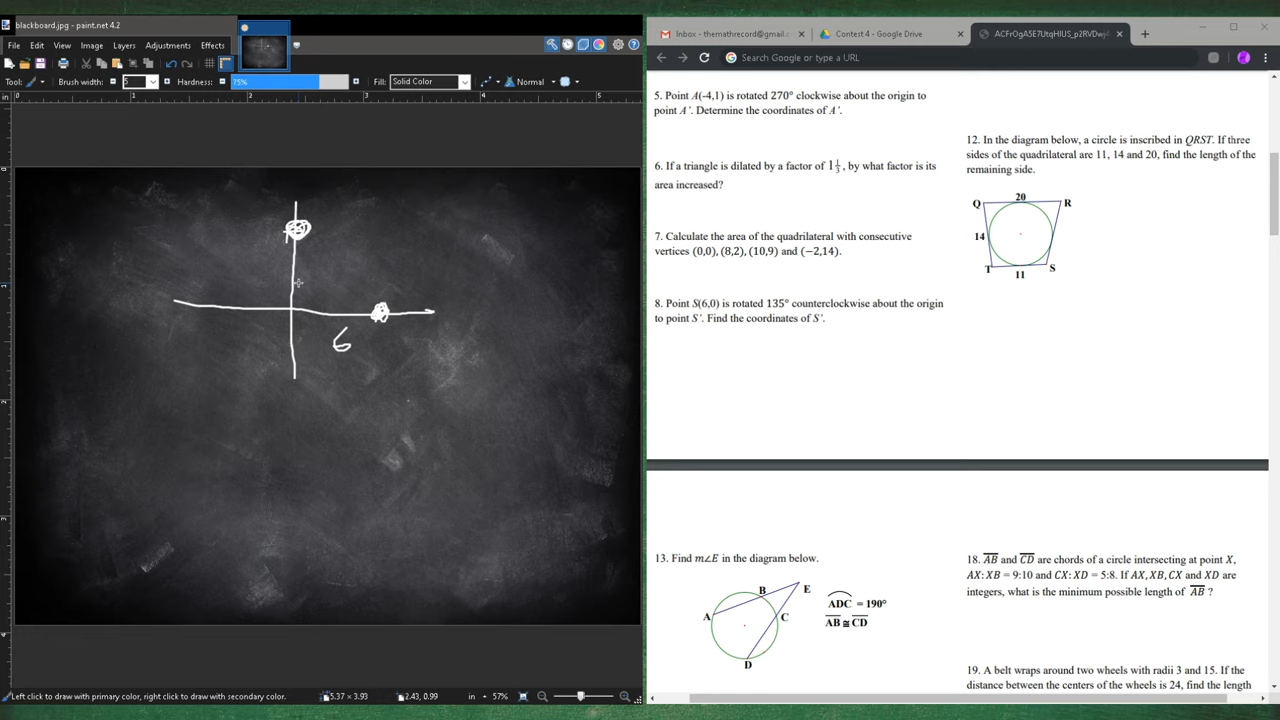 blackboard.jpg - paint.net 4.2
File Edit View Image Layers Adjustments Effects
Tool: Brush width: 5 Hardness: 75% Fill: Solid Color Normal
in 0 1 2 3 4 5
6
Left click to draw with primary color, right click to draw with secondary color. 5.37 × 3.93 2.43, 0.99 in 57%
Inbox - themathrecord@gmail.c Contest 4 - Google Drive ACFrOgA5E7UtqHIUS_p2RVDwj
Search Google or type a URL
5. Point A(-4,1) is rotated 270° clockwise about the origin to
point A'. Determine the coordinates of A'.
6. If a triangle is dilated by a factor of 1 1/3, by what factor is its
area increased?
7. Calculate the area of the quadrilateral with consecutive
vertices (0,0), (8,2), (10,9) and (−2,14).
8. Point S(6,0) is rotated 135° counterclockwise about the origin
to point S'. Find the coordinates of S'.
12. In the diagram below, a circle is inscribed in QRST. If three
sides of the quadrilateral are 11, 14 and 20, find the length of the
remaining side.
20
Q R
14
T S
11
13. Find m∠E in the diagram below.
B E
A C
D
ADC = 190°
AB ≅ CD
18. AB and CD are chords of a circle intersecting at point X,
AX: XB = 9:10 and CX: XD = 5:8. If AX, XB, CX and XD are
integers, what is the minimum possible length of AB ?
19. A belt wraps around two wheels with radii 3 and 15. If the
distance between the centers of the wheels is 24, find the length